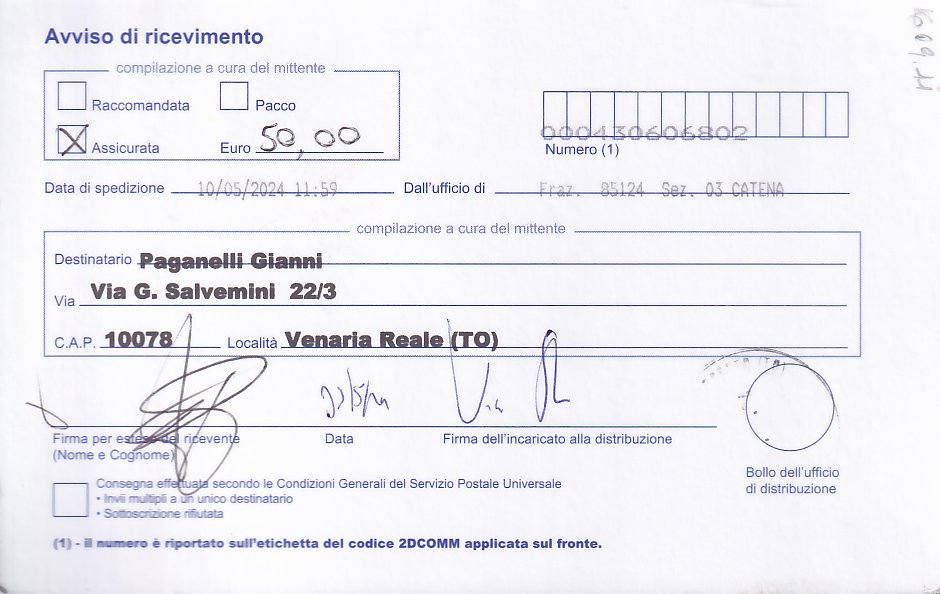 Avviso di ricevimento
compilazione a cura del mittente
Raccomandata Pacco
X Assicurata Euro 50,00
000430606802
Numero (1)
Data di spedizione 10/05/2024 11:59 Dall'ufficio di Fraz. 85124 Sez. 03 CATENA
compilazione a cura del mittente
Destinatario Paganelli Gianni
Via Via G. Salvemini 22/3
C.A.P. 10078 Località Venaria Reale (TO)
Firma per esteso del ricevente Data Firma dell'incaricato alla distribuzione
(Nome e Cognome)
Bollo dell'ufficio
di distribuzione
Consegna effettuata secondo le Condizioni Generali del Servizio Postale Universale
• Invii multipli a un unico destinatario
• Sottoscrizione rifiutata
(1) - il numero è riportato sull'etichetta del codice 2DCOMM applicata sul fronte.